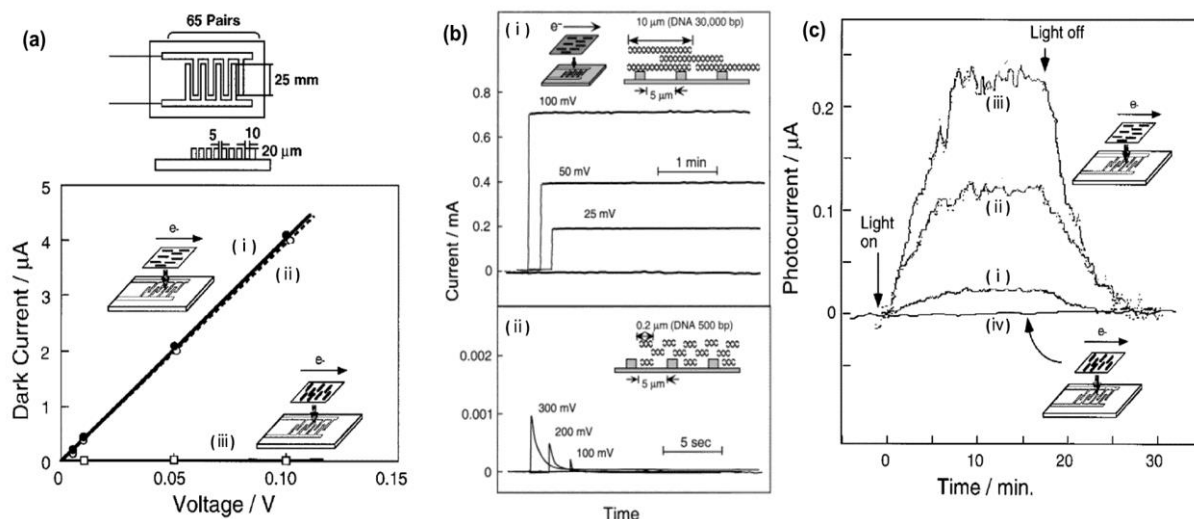 (a)
65 Pairs
25 mm
5
10
20 μm
5
4
3
2
1
0
0
0.05
0.10
0.15
Dark Current / μA
Voltage / V
e-
( i )
( ii )
e-
( iii )
(b)
( i )
e⁻
10 μm (DNA 30,000 bp)
5 μm
0.8
0.6
0.4
0.2
0
Current / mA
100 mV
1 min
50 mV
25 mV
( ii )
0.2 μm (DNA 500 bp)
5 μm
0.002
0.001
0
300 mV
200 mV
100 mV
5 sec
Time
(c)
Light off
0.2
0.1
0
Photocurrent / μA
( iii )
e-
( ii )
Light
on
( i )
(iv)
e-
0
10
20
30
Time / min.